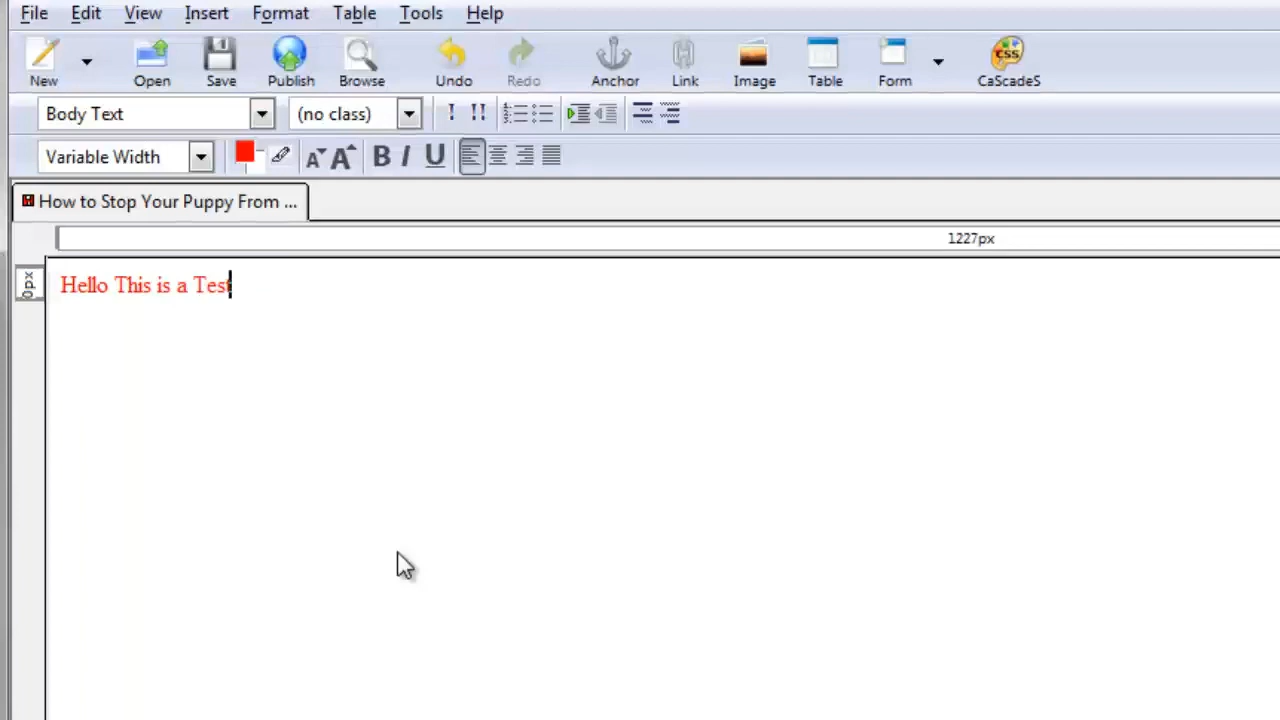 File Edit View Insert Format Table Tools Help
New Open Save Publish Browse Undo Redo Anchor Link Image Table Form CaScadeS
Body Text (no class) ! !!
Variable Width A A B I U
How to Stop Your Puppy From ...
1227px
0px
Hello This is a Test